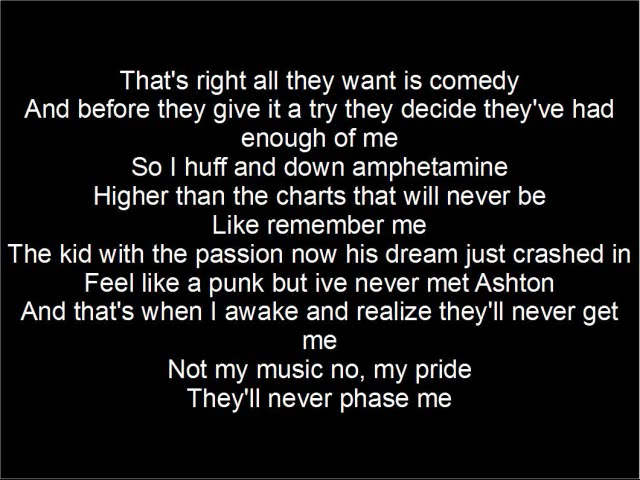 That's right all they want is comedy
And before they give it a try they decide they've had
enough of me
So I huff and down amphetamine
Higher than the charts that will never be
Like remember me
The kid with the passion now his dream just crashed in
Feel like a punk but ive never met Ashton
And that's when I awake and realize they'll never get
me
Not my music no, my pride
They'll never phase me